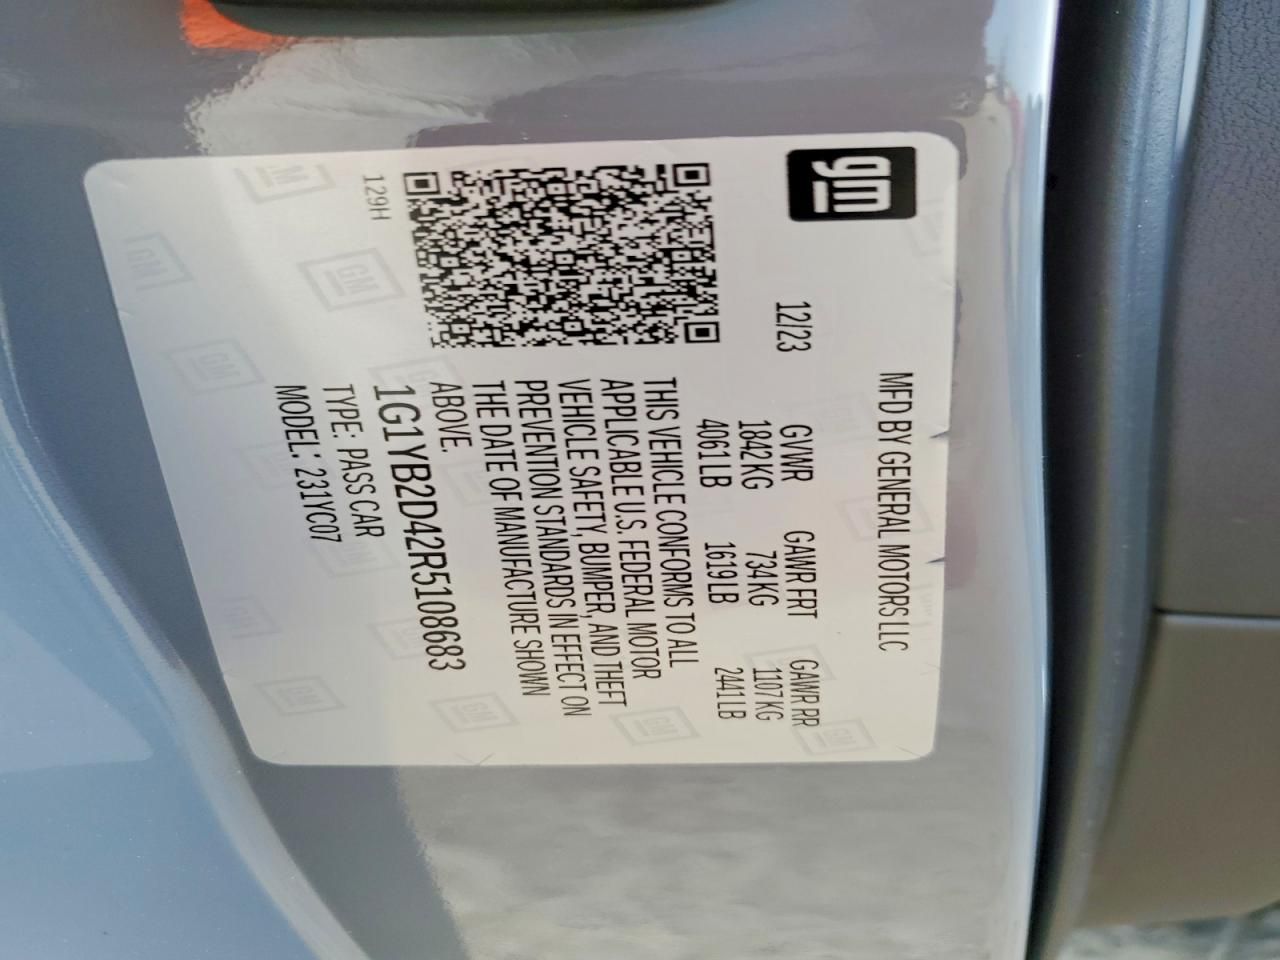 gm
MFD BY GENERAL MOTORS LLC
12/23 GVWR GAWR FRT GAWR RR
1842KG 734KG 1107KG
4061LB 1619LB 2441LB
THIS VEHICLE CONFORMS TO ALL
APPLICABLE U.S. FEDERAL MOTOR
VEHICLE SAFETY, BUMPER, AND THEFT
PREVENTION STANDARDS IN EFFECT ON
THE DATE OF MANUFACTURE SHOWN
ABOVE.
1G1YB2D42R5108683
129H
TYPE: PASS CAR
MODEL: 231YC07